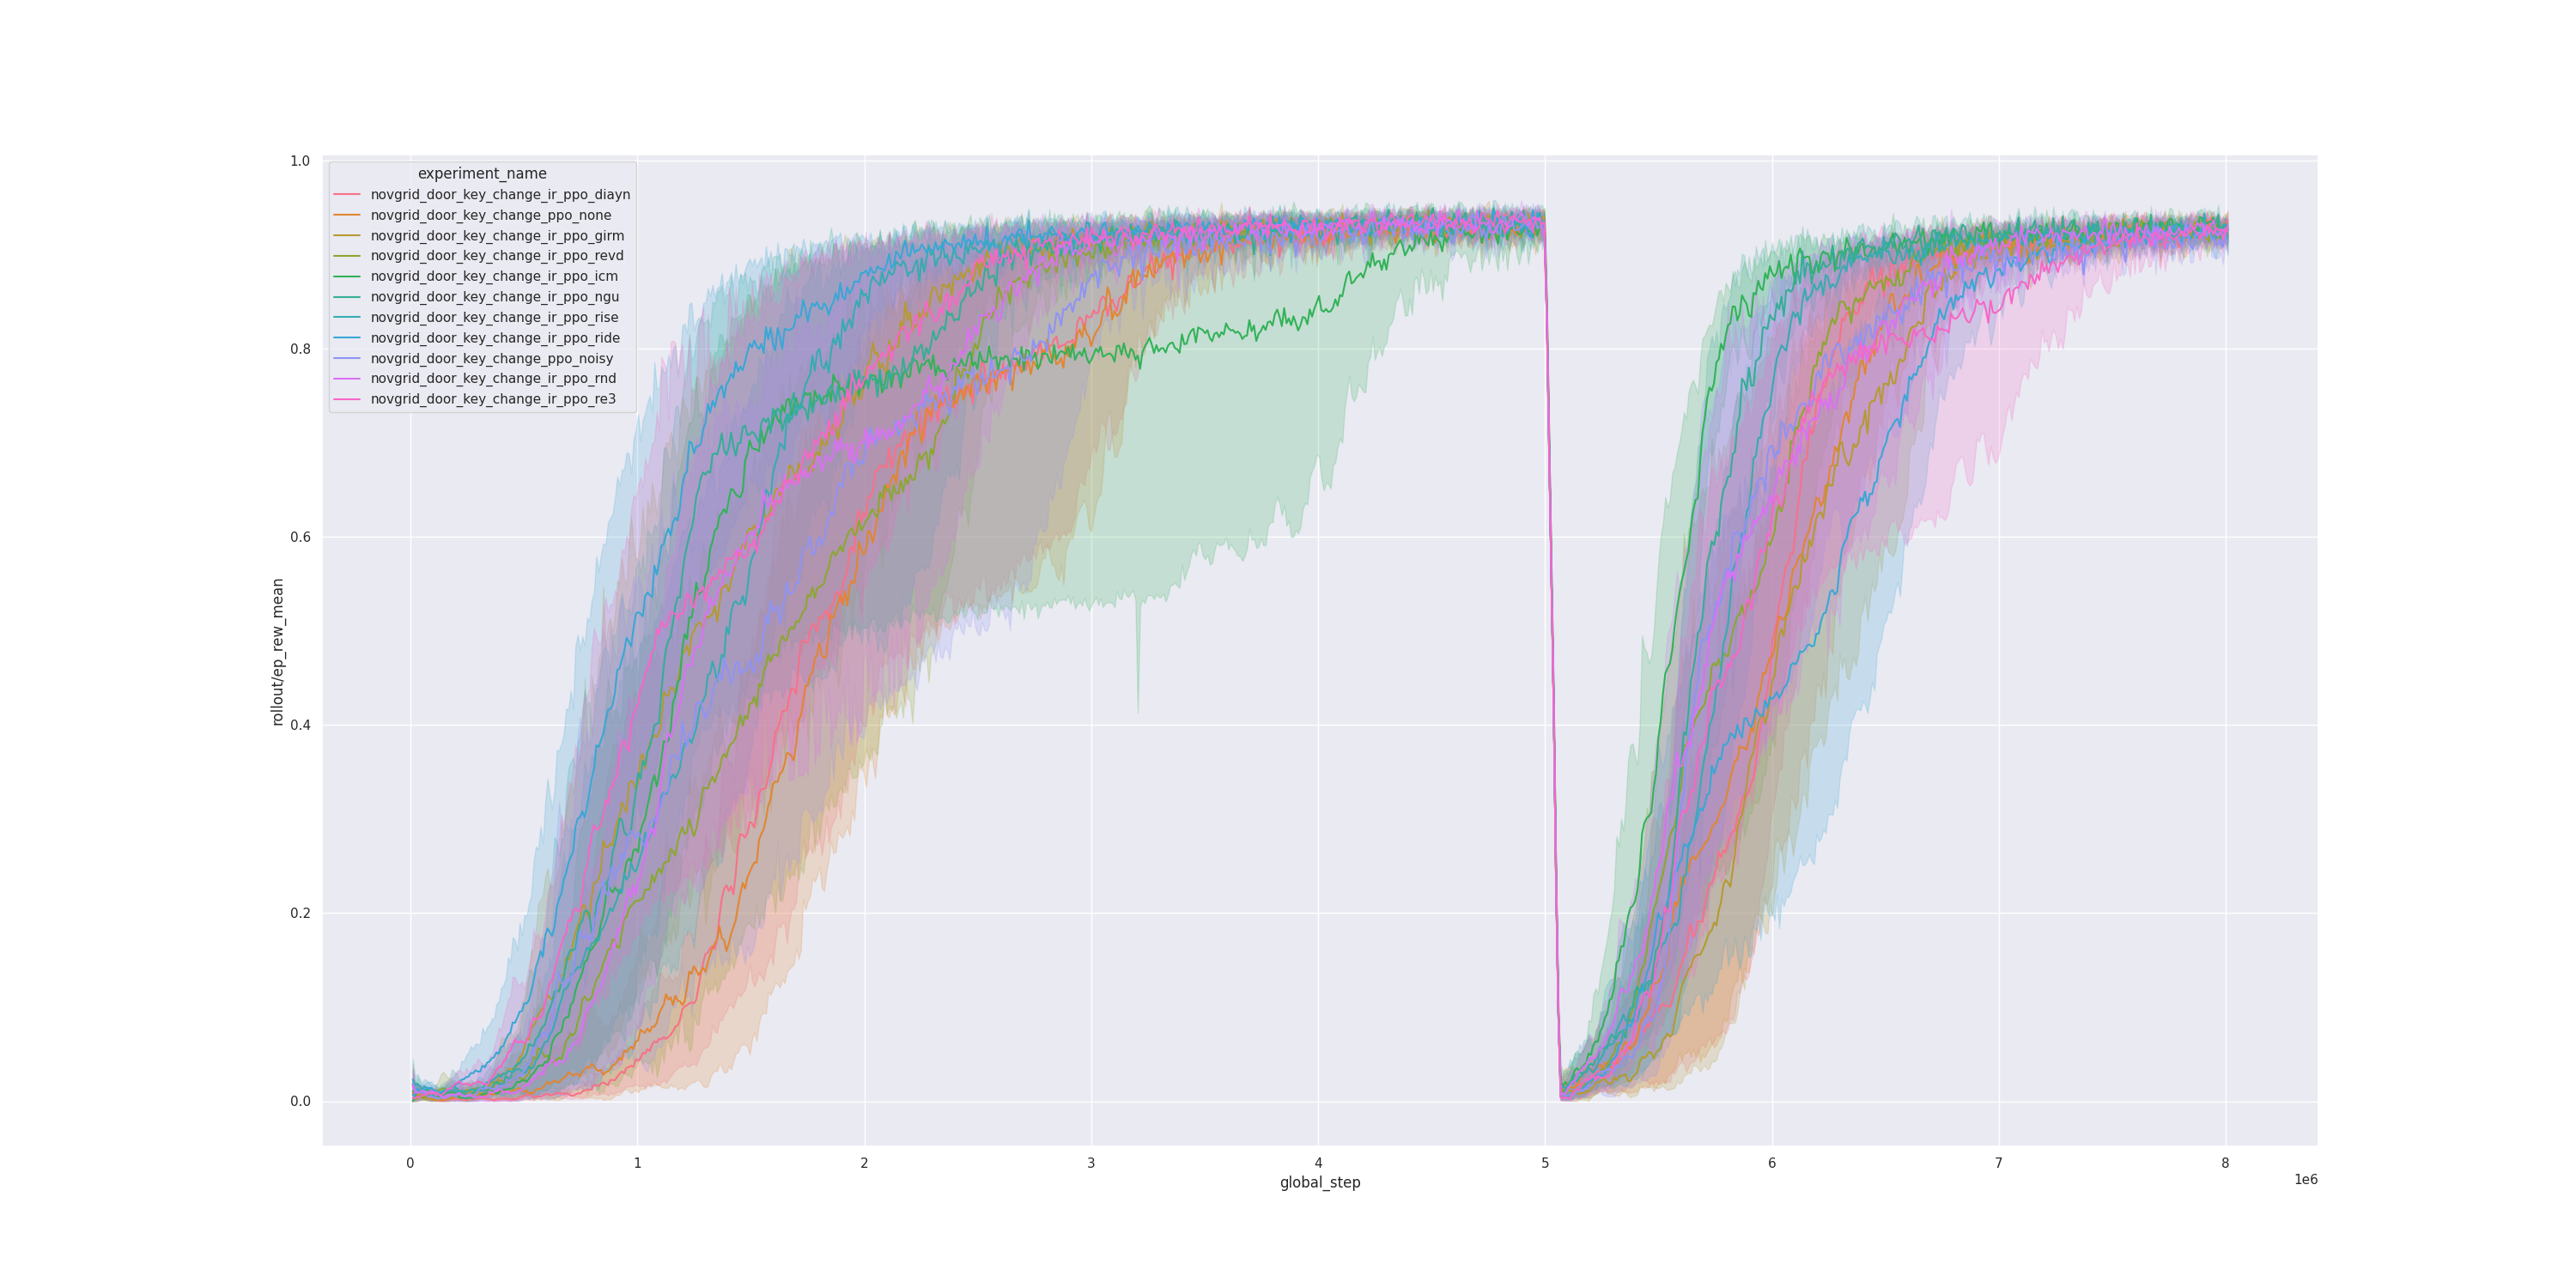 experiment_name
novgrid_door_key_change_ir_ppo_diayn
novgrid_door_key_change_ppo_none
novgrid_door_key_change_ir_ppo_girm
novgrid_door_key_change_ir_ppo_revd
novgrid_door_key_change_ir_ppo_icm
novgrid_door_key_change_ir_ppo_ngu
novgrid_door_key_change_ir_ppo_rise
novgrid_door_key_change_ir_ppo_ride
novgrid_door_key_change_ppo_noisy
novgrid_door_key_change_ir_ppo_rnd
novgrid_door_key_change_ir_ppo_re3
rollout/ep_rew_mean
1.0
0.8
0.6
0.4
0.2
0.0
0 1 2 3 4 5 6 7 8
1e6
global_step